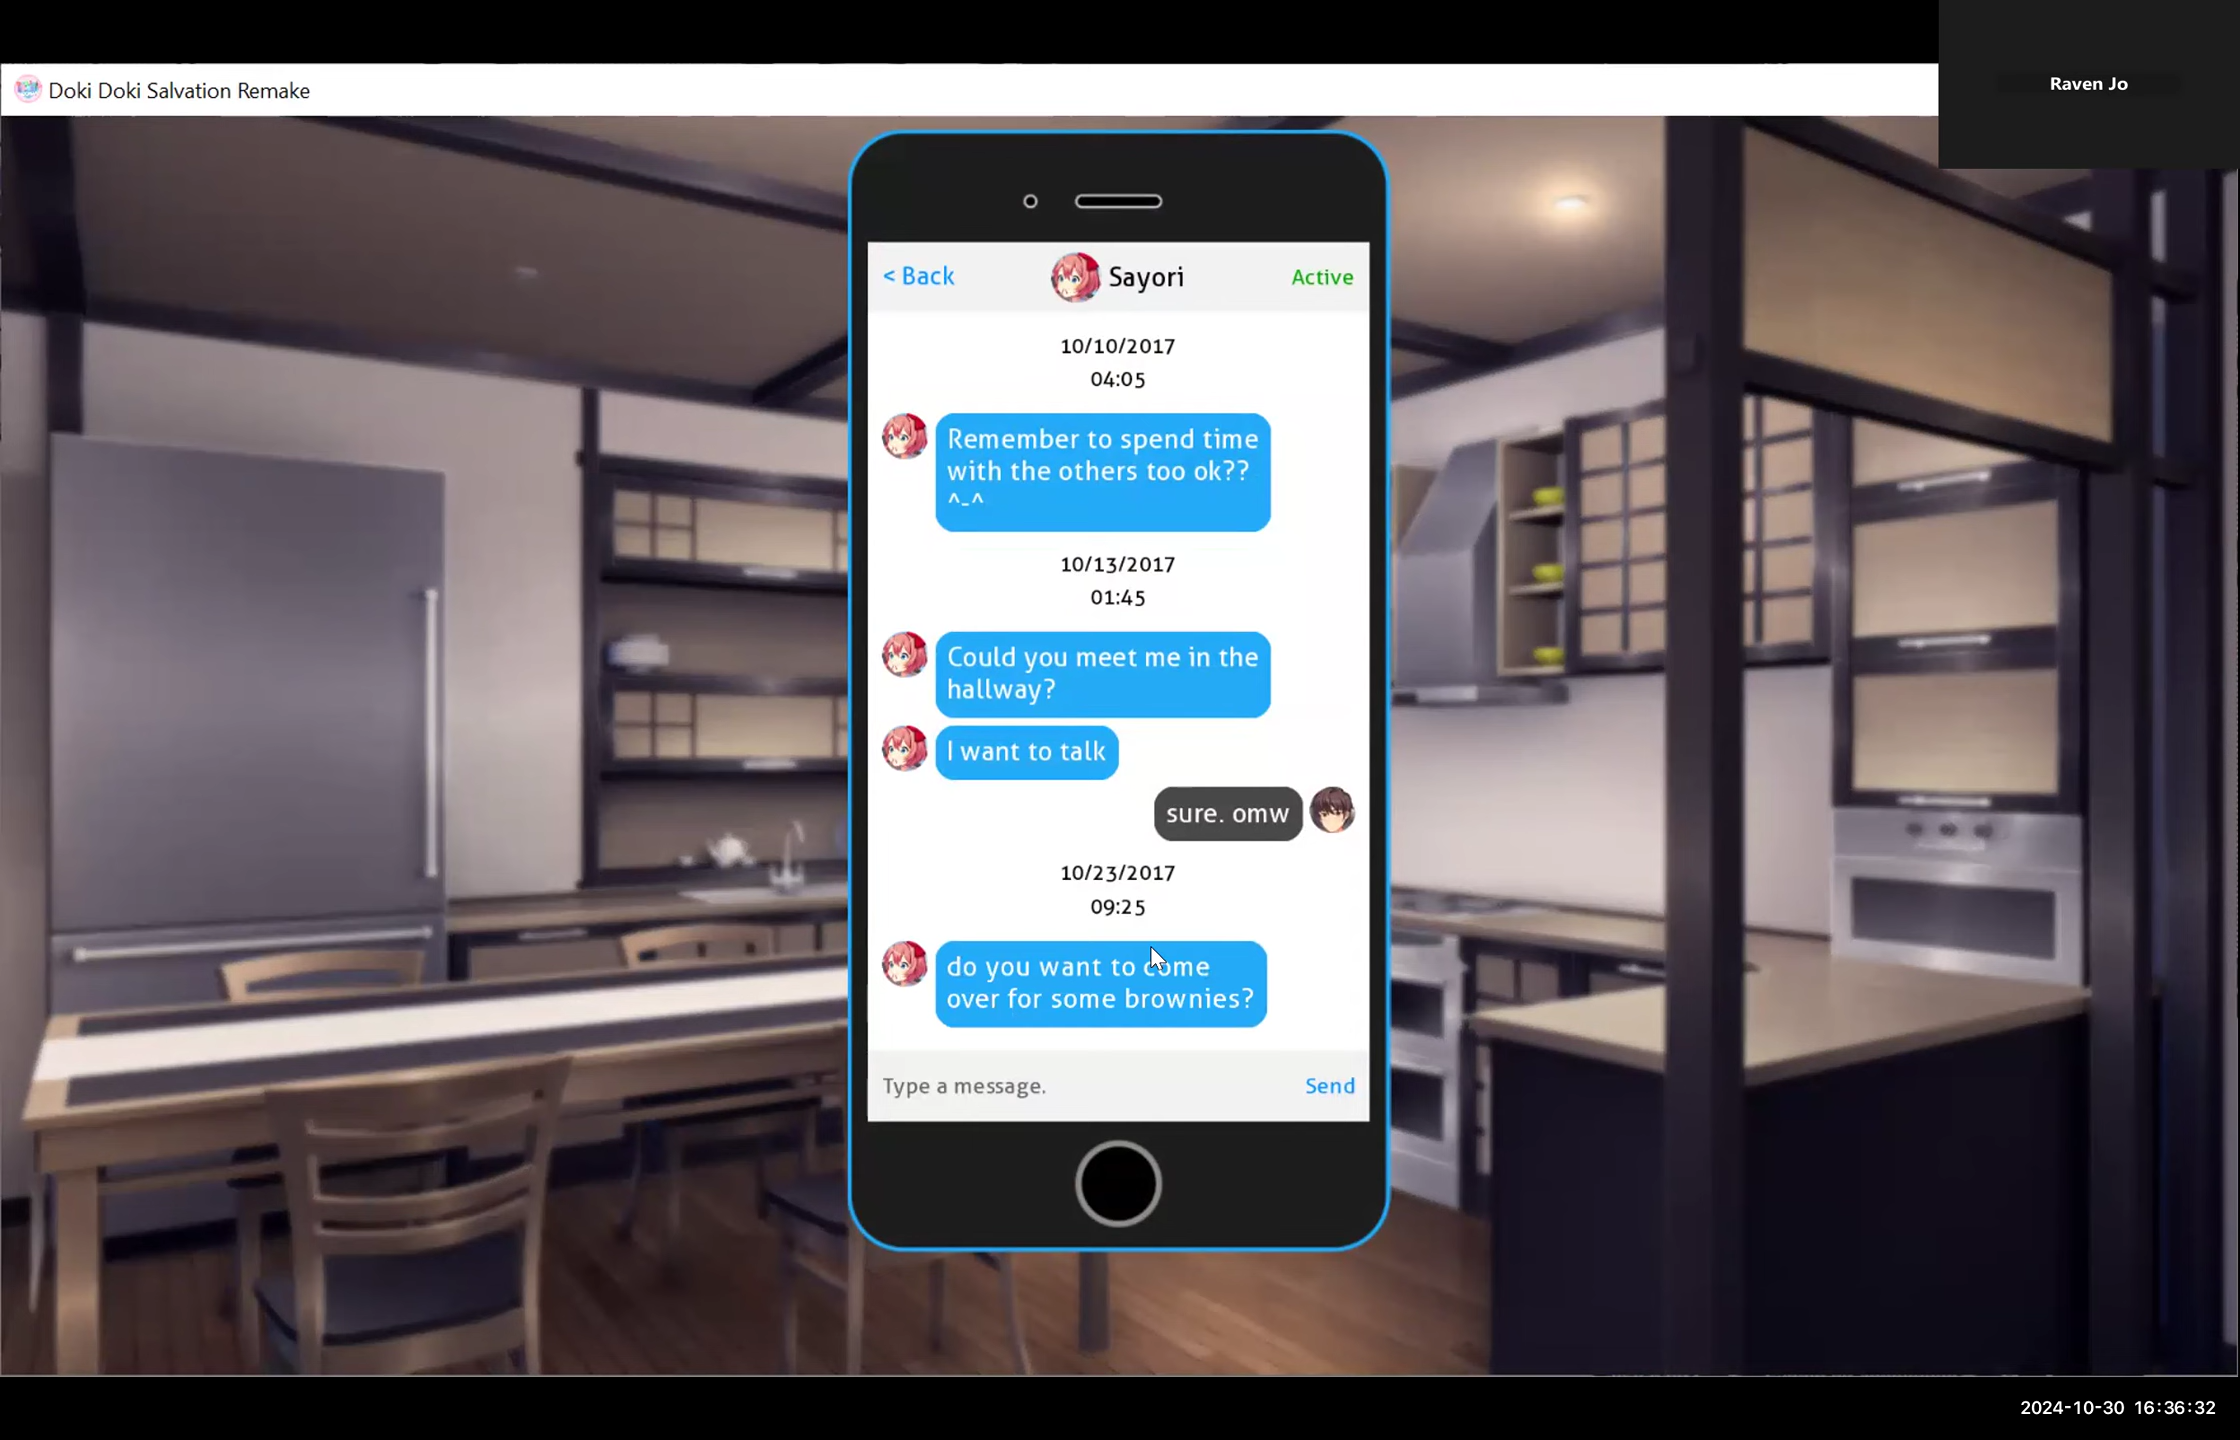 Doki Doki Salvation Remake
Raven Jo
< Back
Sayori
Active
10/10/2017
04:05
Remember to spend time
with the others too ok??
^-^
10/13/2017
01:45
Could you meet me in the
hallway?
I want to talk
sure. omw
10/23/2017
09:25
do you want to come
over for some brownies?
Type a message.
Send
2024-10-30 16:36:32